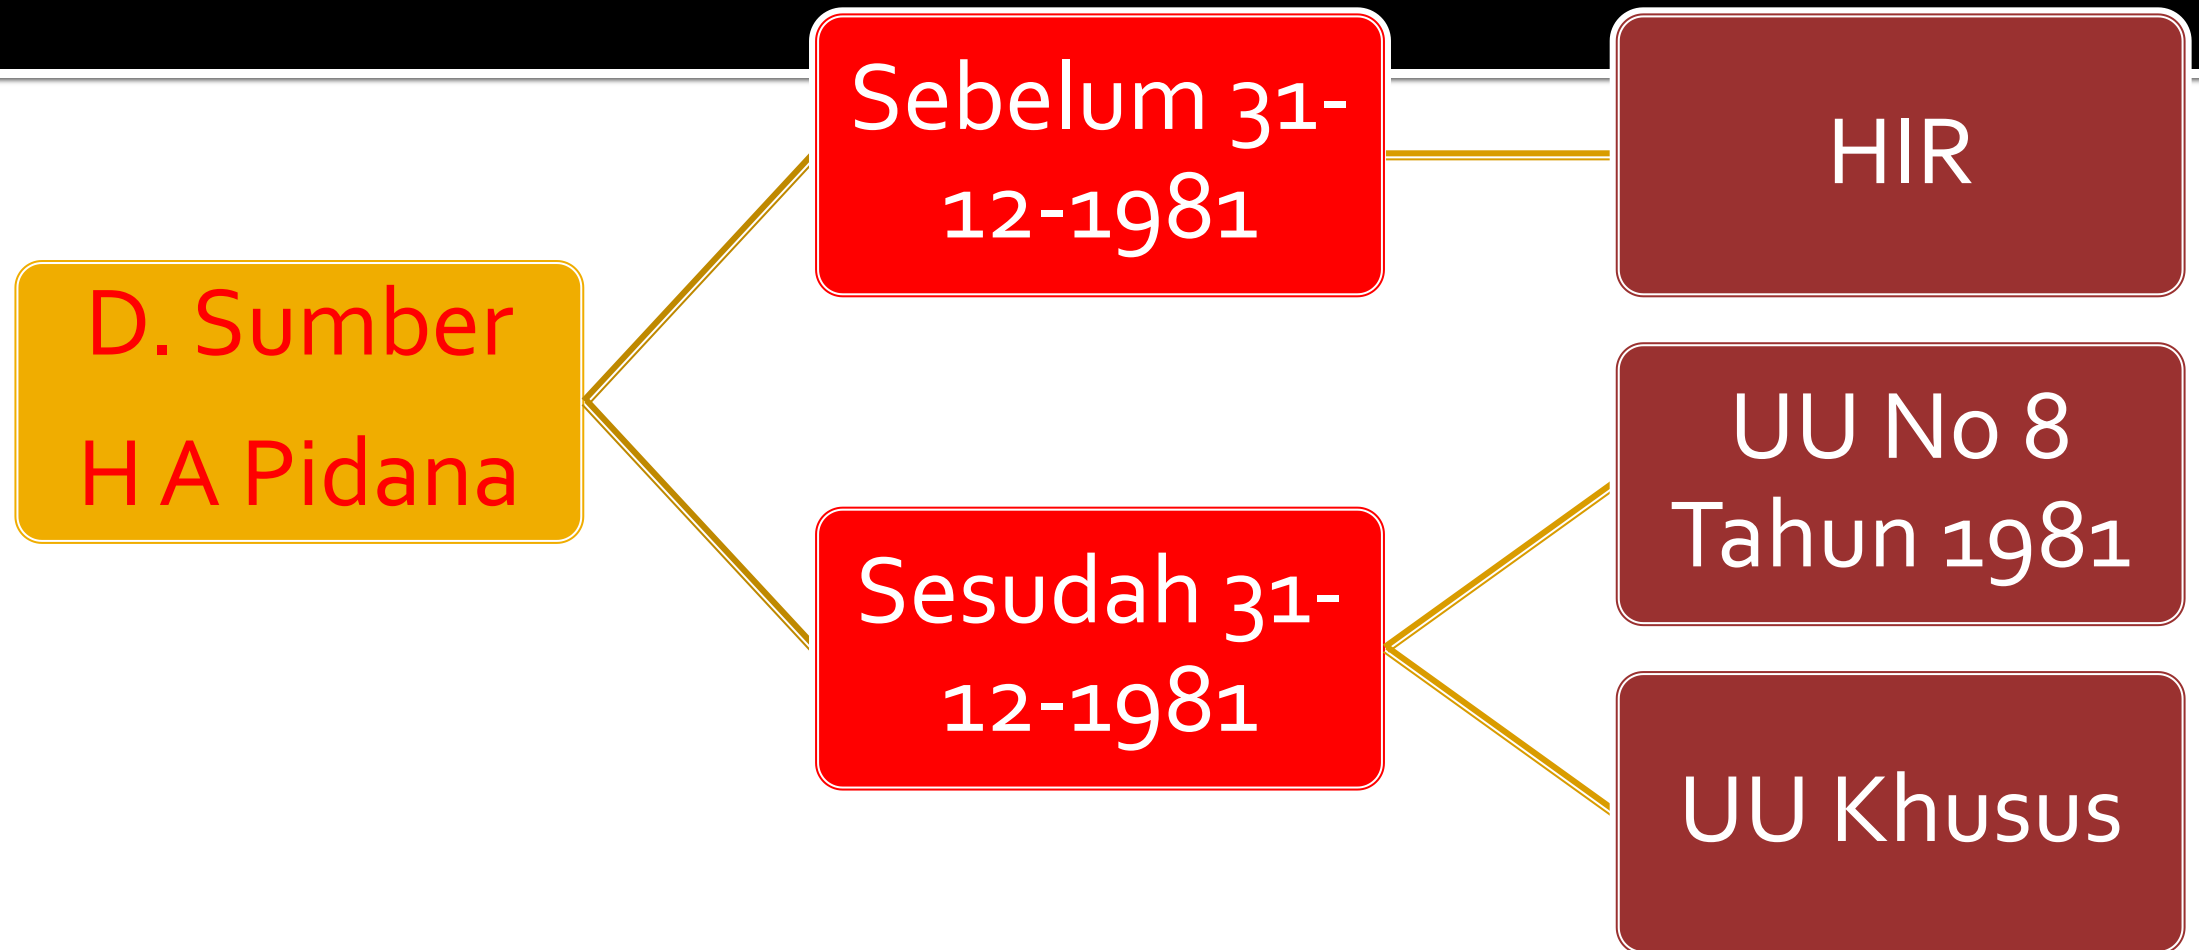 D. Sumber
H A Pidana
Sebelum 31-
12-1981
HIR
Sesudah 31-
12-1981
UU No 8
Tahun 1981
UU Khusus